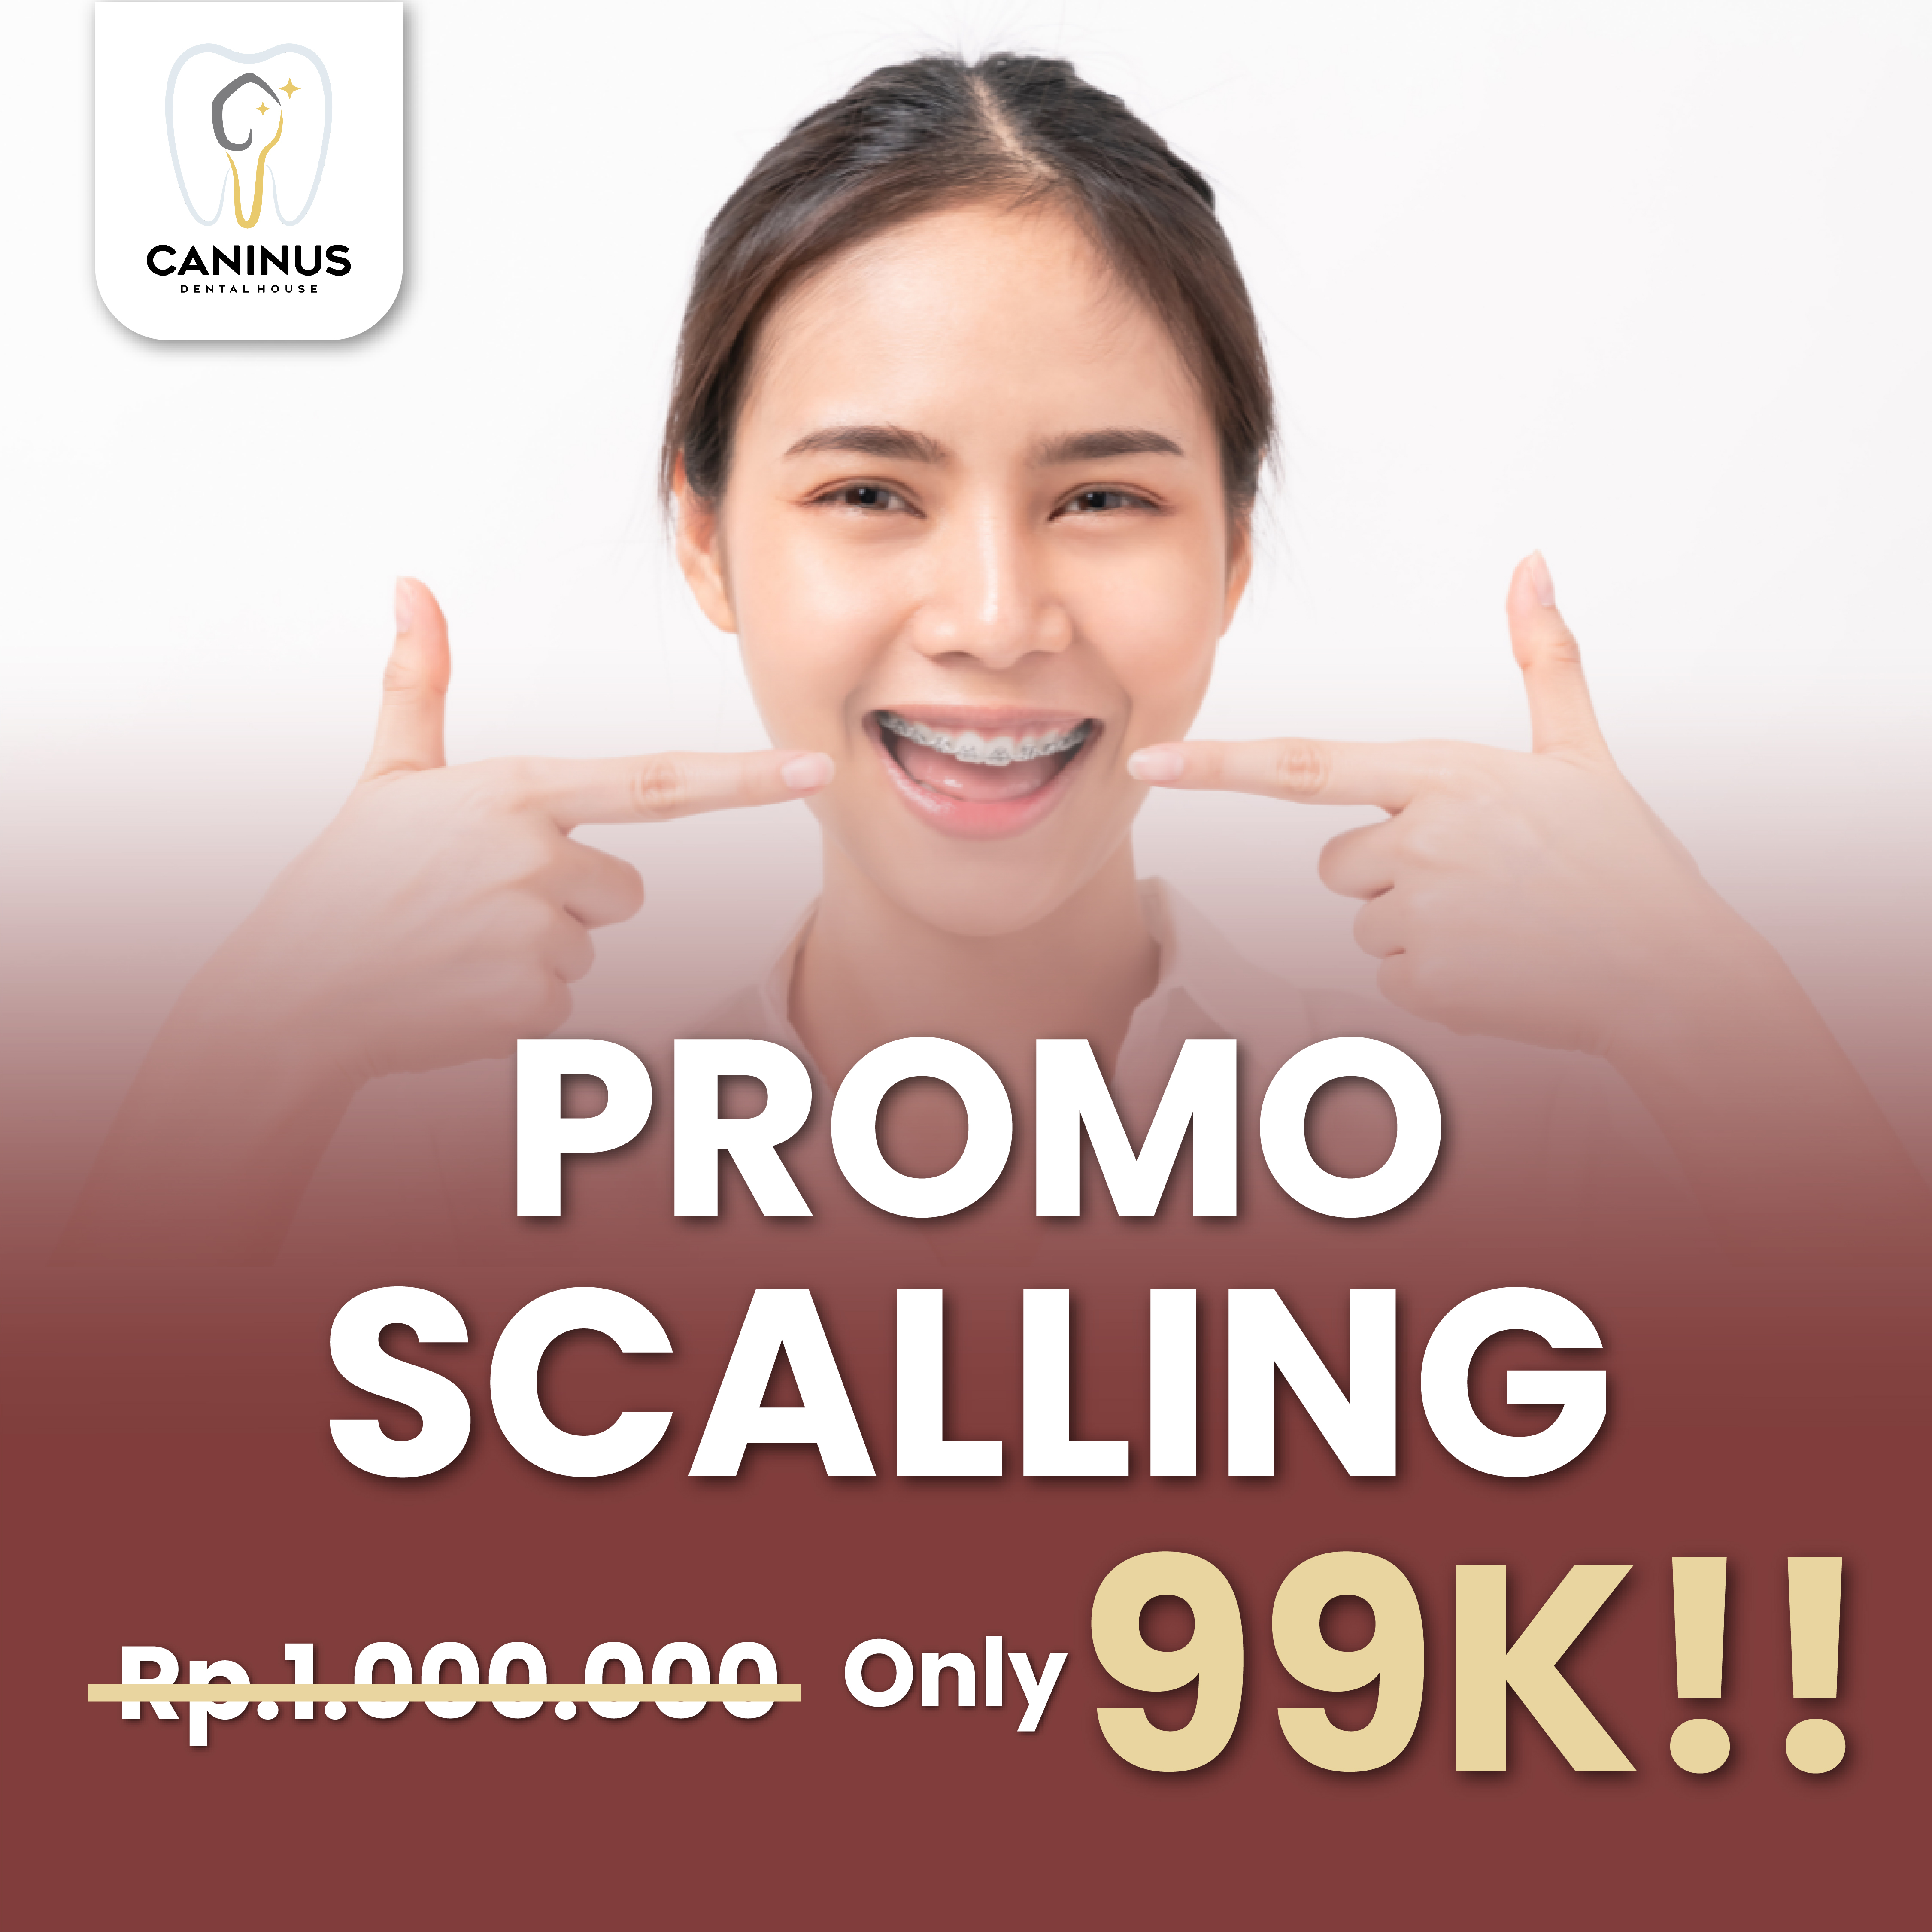 CANINUS
DENTAL HOUSE
PROMO
SCALLING
Rp.1.000.000 Only 99K!!